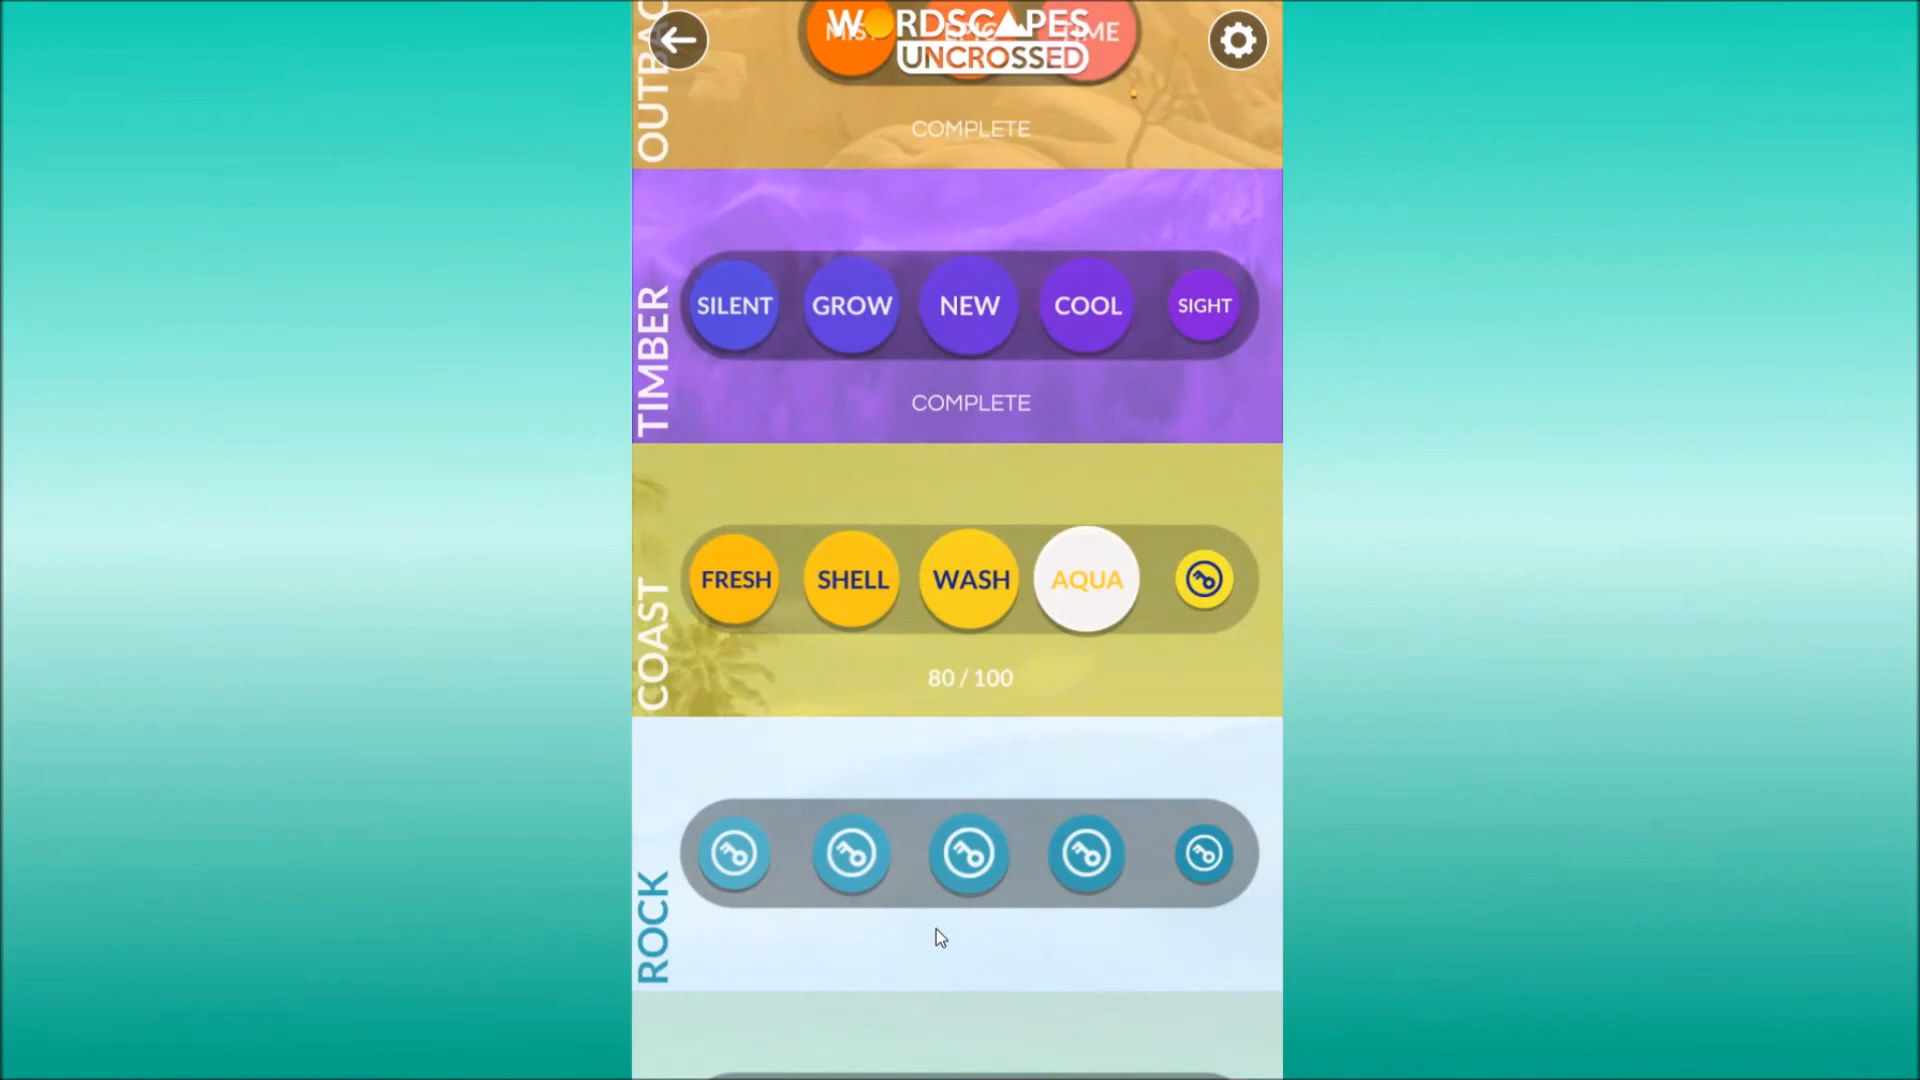 WORDSCAPES
UNCROSSED
TIME
OUTBAC
COMPLETE
TIMBER
SILENT GROW NEW COOL SIGHT
COMPLETE
COAST
FRESH SHELL WASH AQUA
80 / 100
ROCK